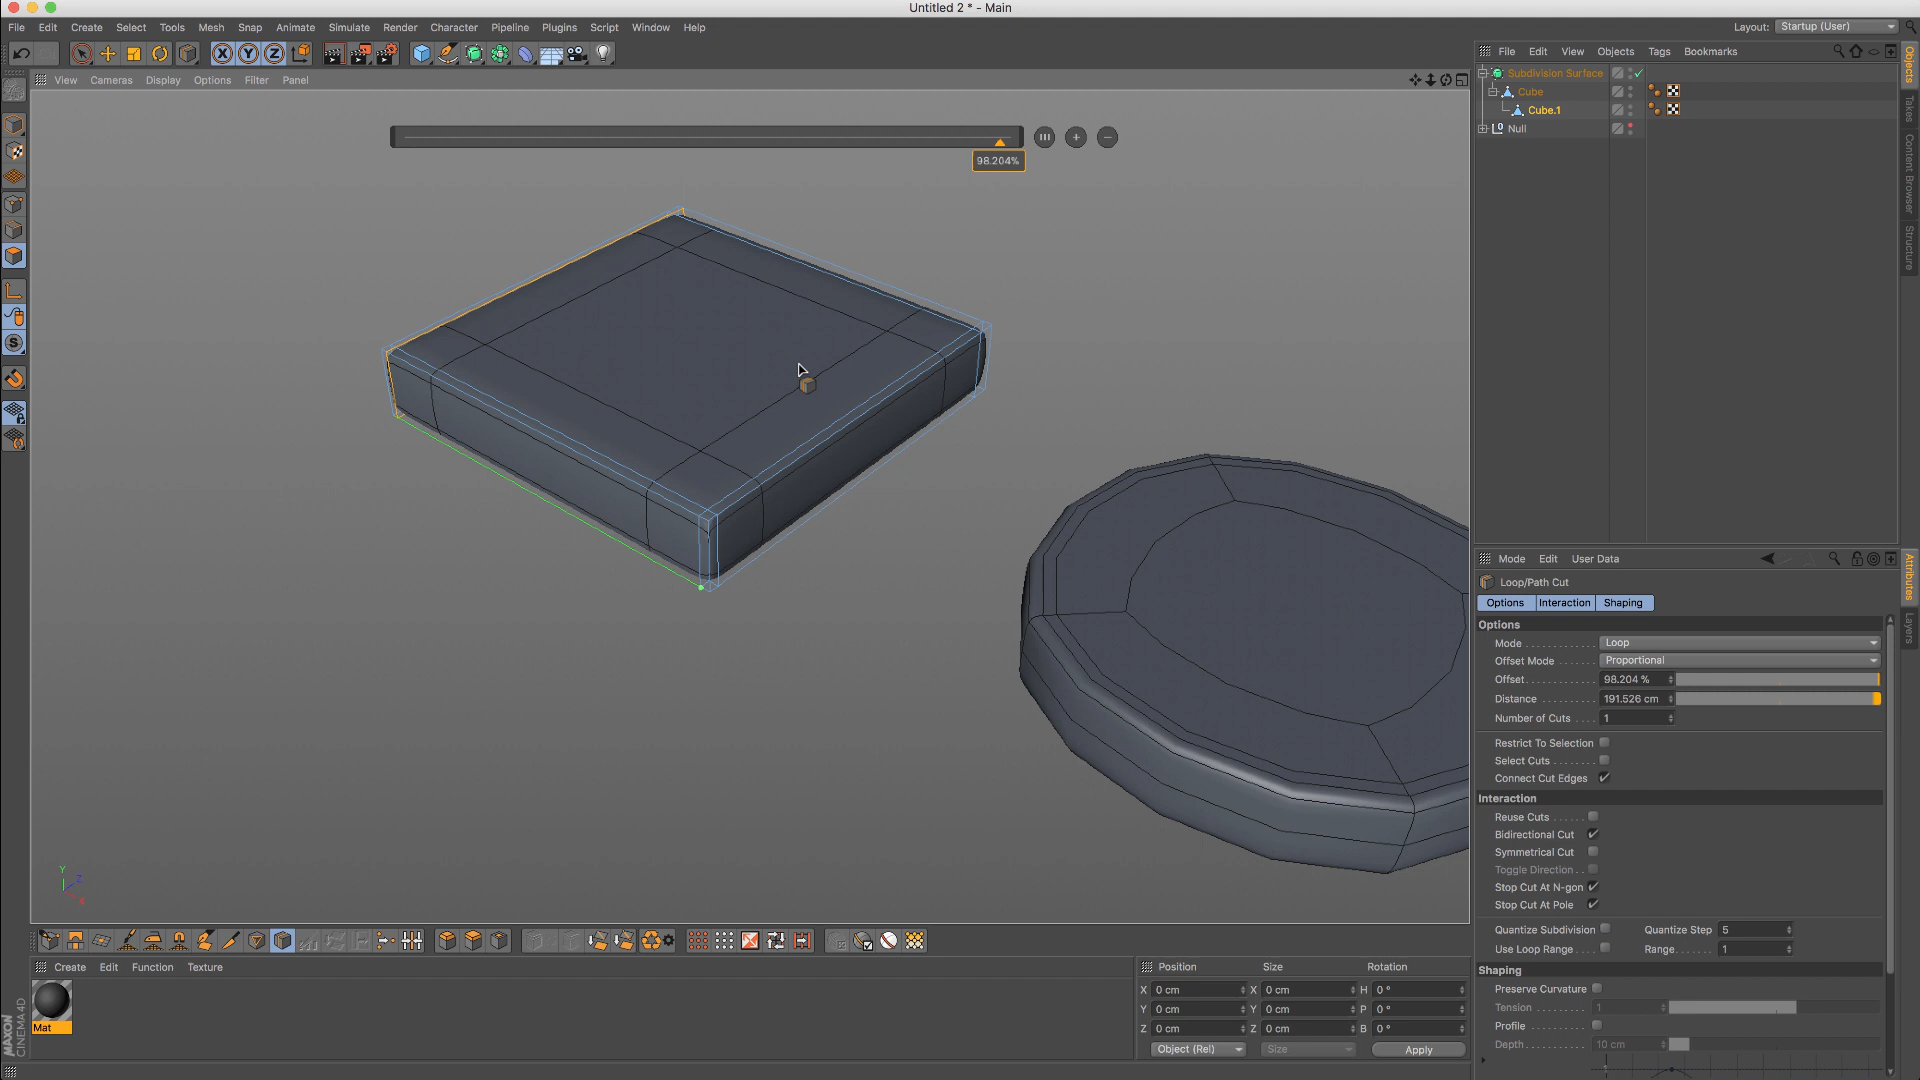 Untitled 2 * - Main
File Edit Create Select Tools Mesh Snap Animate Simulate Render Character Pipeline Plugins Script Window Help
Layout: Startup (User)
X Y Z
View Cameras Display Options Filter Panel
98.204%
File Edit View Objects Tags Bookmarks
Subdivision Surface
Cube
Cube.1
Null
Objects
Takes
Content Browser
Structure
Mode Edit User Data
Loop/Path Cut
Options Interaction Shaping
Options
Mode Loop
Offset Mode Proportional
Offset 98.204 %
Distance 191.526 cm
Number of Cuts 1
Restrict To Selection
Select Cuts
Connect Cut Edges
Interaction
Reuse Cuts
Bidirectional Cut
Symmetrical Cut
Toggle Direction
Stop Cut At N-gon
Stop Cut At Pole
Quantize Subdivision Quantize Step 5
Use Loop Range Range 1
Shaping
Preserve Curvature
Tension 1
Profile
Depth 10 cm
Attributes
Layers
Y
Z
X
Create Edit Function Texture
Mat
MAXON
CINEMA 4D
Position Size Rotation
X 0 cm X 0 cm H 0 °
Y 0 cm Y 0 cm P 0 °
Z 0 cm Z 0 cm B 0 °
Object (Rel) Size Apply